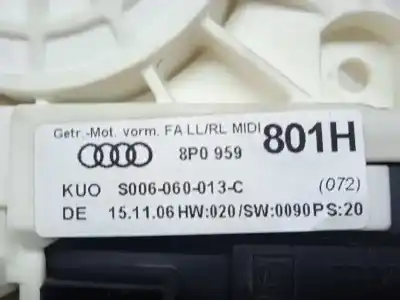 Getr.-Mot. vorm. FA LL/RL MIDI
8P0 959 801H
KUO S006-060-013-C (072)
DE 15.11.06 HW:020/SW:0090 PS:20